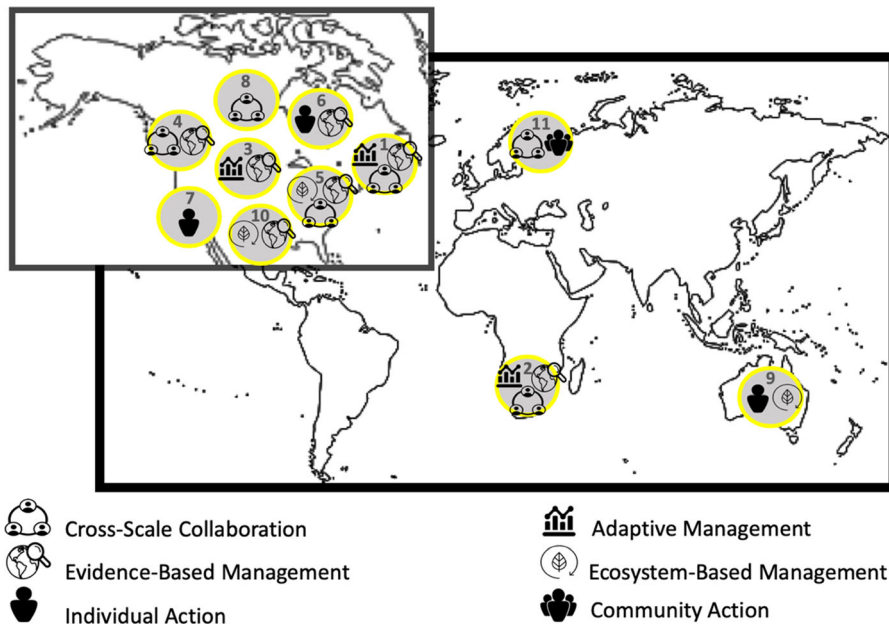 8
6
4
11
1
3
5
7
10
2
9
Cross-Scale Collaboration
Adaptive Management
Evidence-Based Management
Ecosystem-Based Management
Individual Action
Community Action